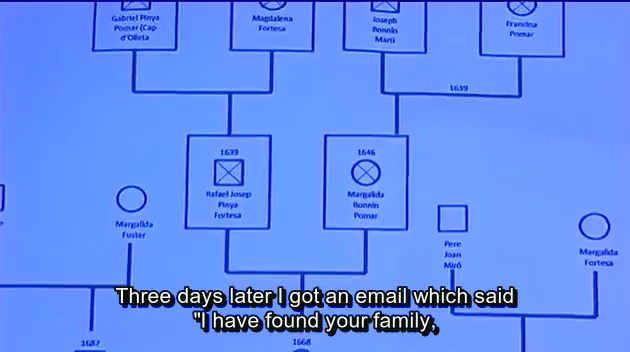 Gabriel Pinya
Pomar (Cap
d'Olleta
Magdalena
Fortesa
Joseph
Bonnin
Marti
Francina
Pomar
1639
1639
Rafael Josep
Pinya
Fortesa
1646
Margalida
Bonnin
Pomar
Margalida
Fuster
Pere
Joan
Miró
Margalida
Fortesa
Three days later I got an email which said
"I have found your family,
1687
1668